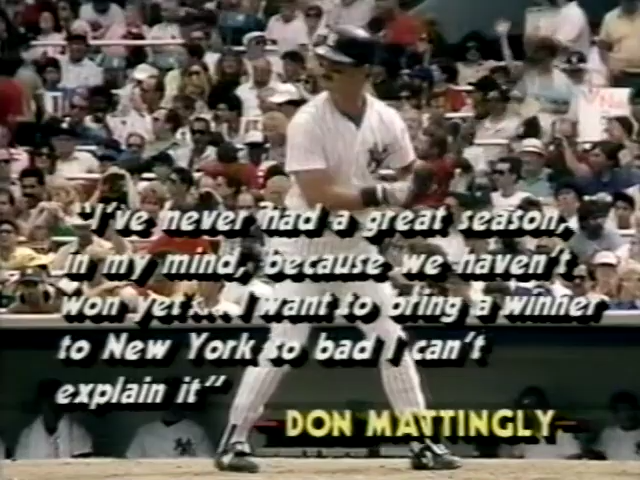 "I've never had a great season,
in my mind, because we haven't
won yet... I want to bring a winner
to New York so bad I can't
explain it"
DON MATTINGLY